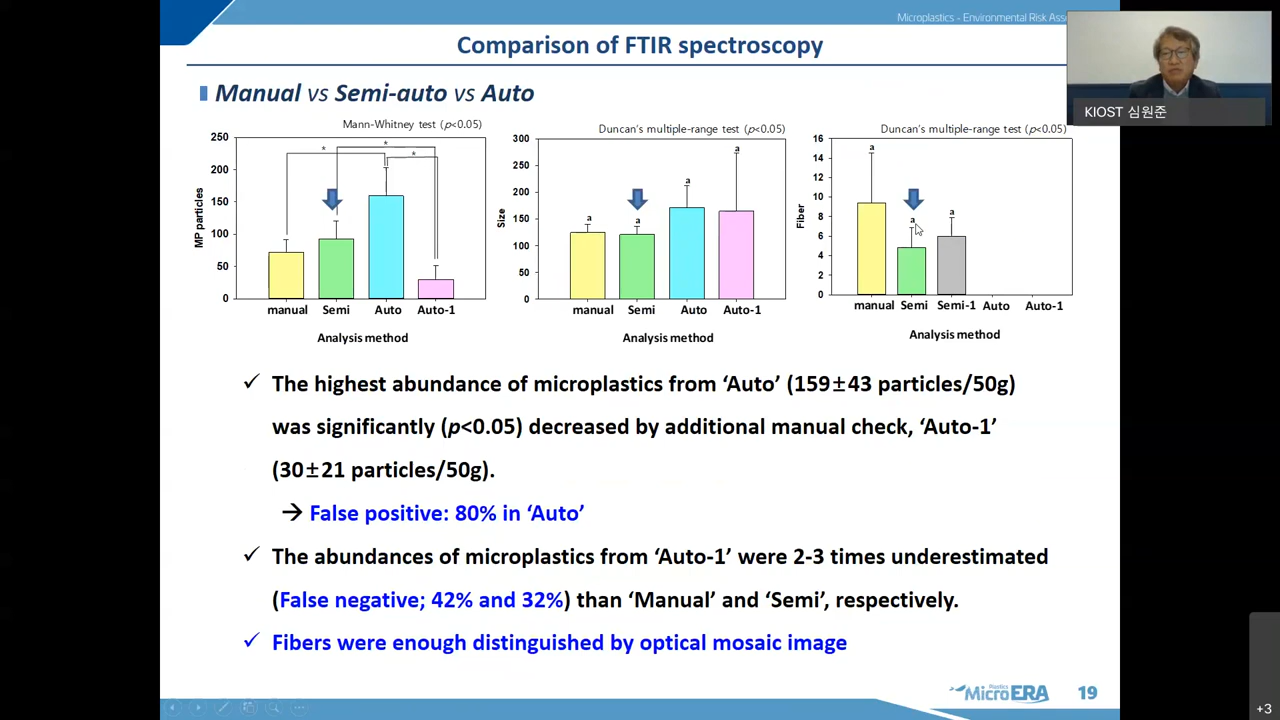 Microplastics - Environmental Risk Ass
Comparison of FTIR spectroscopy
Manual vs Semi-auto vs Auto
Mann-Whitney test (p<0.05)
250
200
150
100
50
0
MP particles
*
*
*
manual Semi Auto Auto-1
Analysis method
Duncan's multiple-range test (p<0.05)
300
250
200
150
100
50
0
Size
a
a
a
a
manual Semi Auto Auto-1
Analysis method
Duncan's multiple-range test (p<0.05)
16
14
12
10
8
6
4
2
0
Fiber
a
a
a
manual Semi Semi-1 Auto Auto-1
Analysis method
KIOST 심원준
✓ The highest abundance of microplastics from ‘Auto’ (159±43 particles/50g)
was significantly (p<0.05) decreased by additional manual check, ‘Auto-1’
(30±21 particles/50g).
→ False positive: 80% in ‘Auto’
✓ The abundances of microplastics from ‘Auto-1’ were 2-3 times underestimated
(False negative; 42% and 32%) than ‘Manual’ and ‘Semi’, respectively.
✓ Fibers were enough distinguished by optical mosaic image
Plastics
MicroERA
19
+3